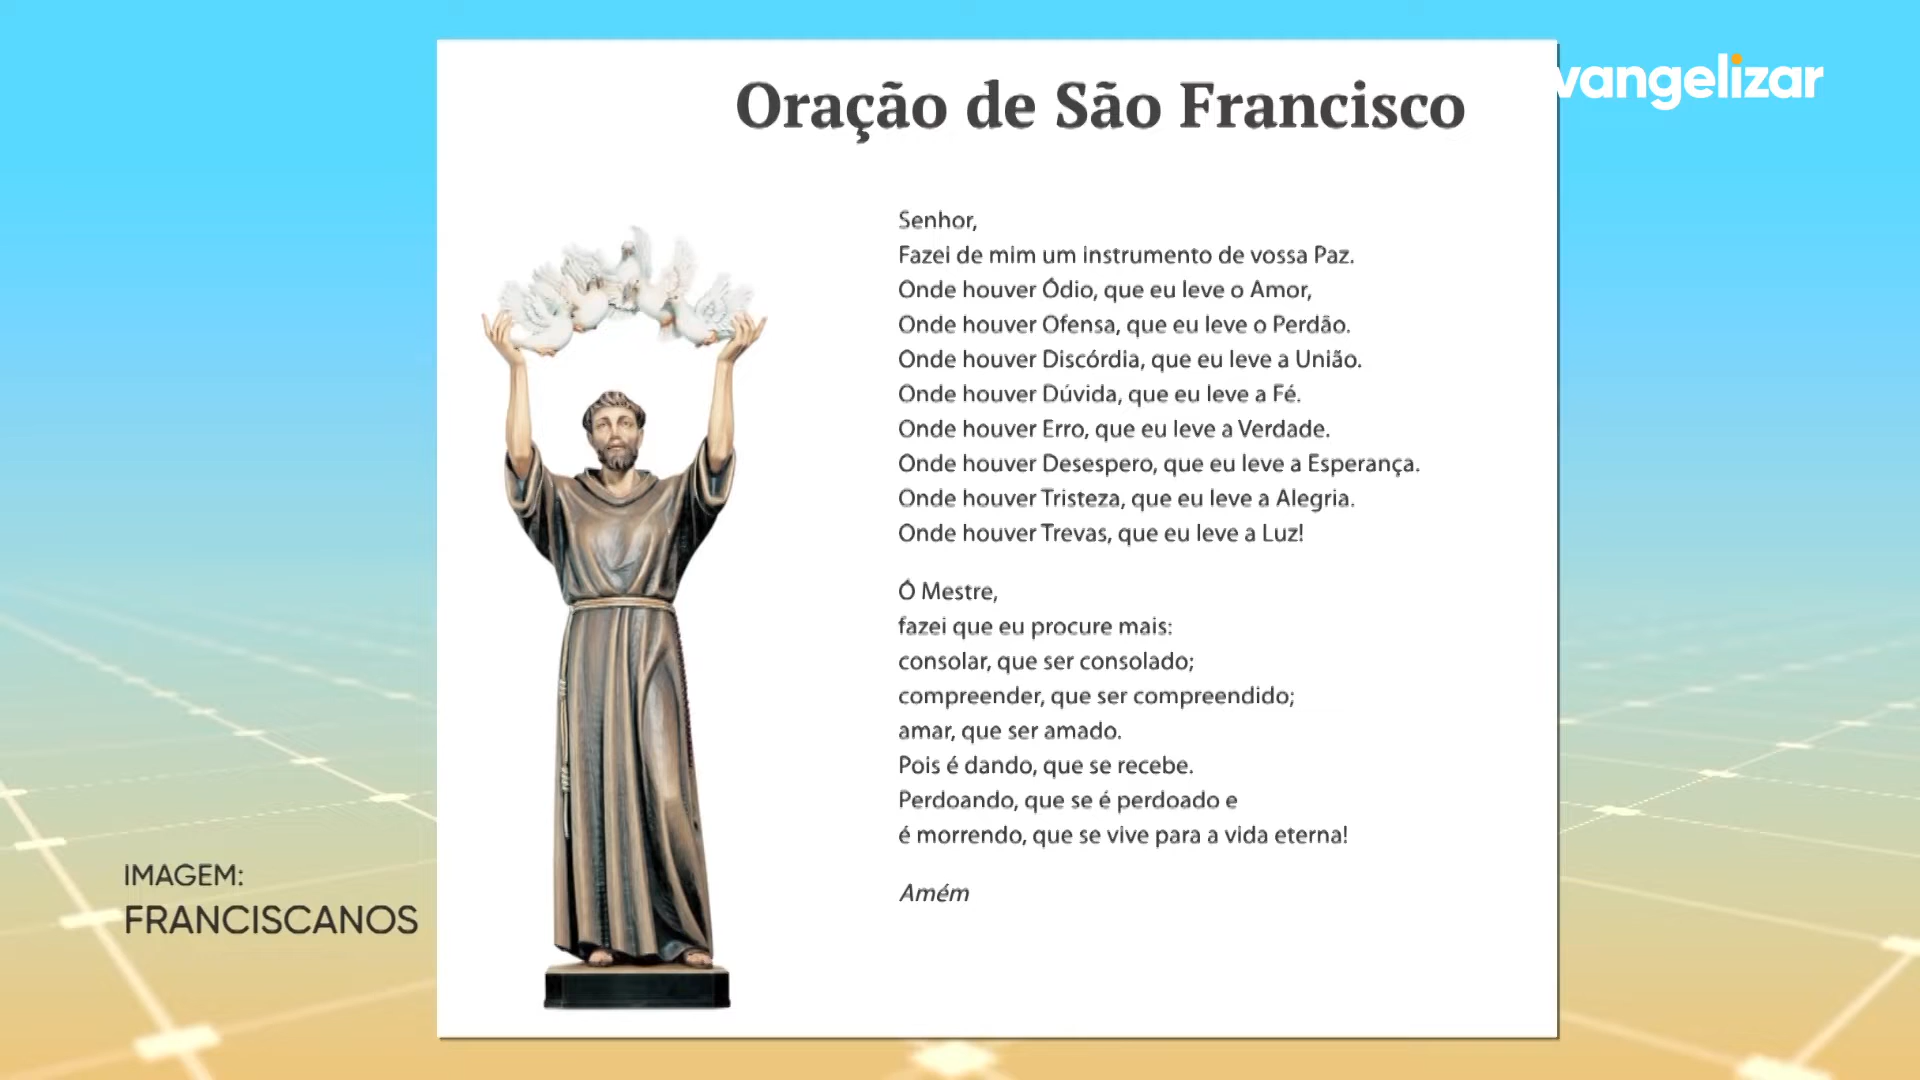 vangelizar
Oração de São Francisco
Senhor,
Fazei de mim um instrumento de vossa Paz.
Onde houver Ódio, que eu leve o Amor,
Onde houver Ofensa, que eu leve o Perdão.
Onde houver Discórdia, que eu leve a União.
Onde houver Dúvida, que eu leve a Fé.
Onde houver Erro, que eu leve a Verdade.
Onde houver Desespero, que eu leve a Esperança.
Onde houver Tristeza, que eu leve a Alegria.
Onde houver Trevas, que eu leve a Luz!
Ó Mestre,
fazei que eu procure mais:
consolar, que ser consolado;
compreender, que ser compreendido;
amar, que ser amado.
Pois é dando, que se recebe.
Perdoando, que se é perdoado e
é morrendo, que se vive para a vida eterna!
Amém
IMAGEM:
FRANCISCANOS